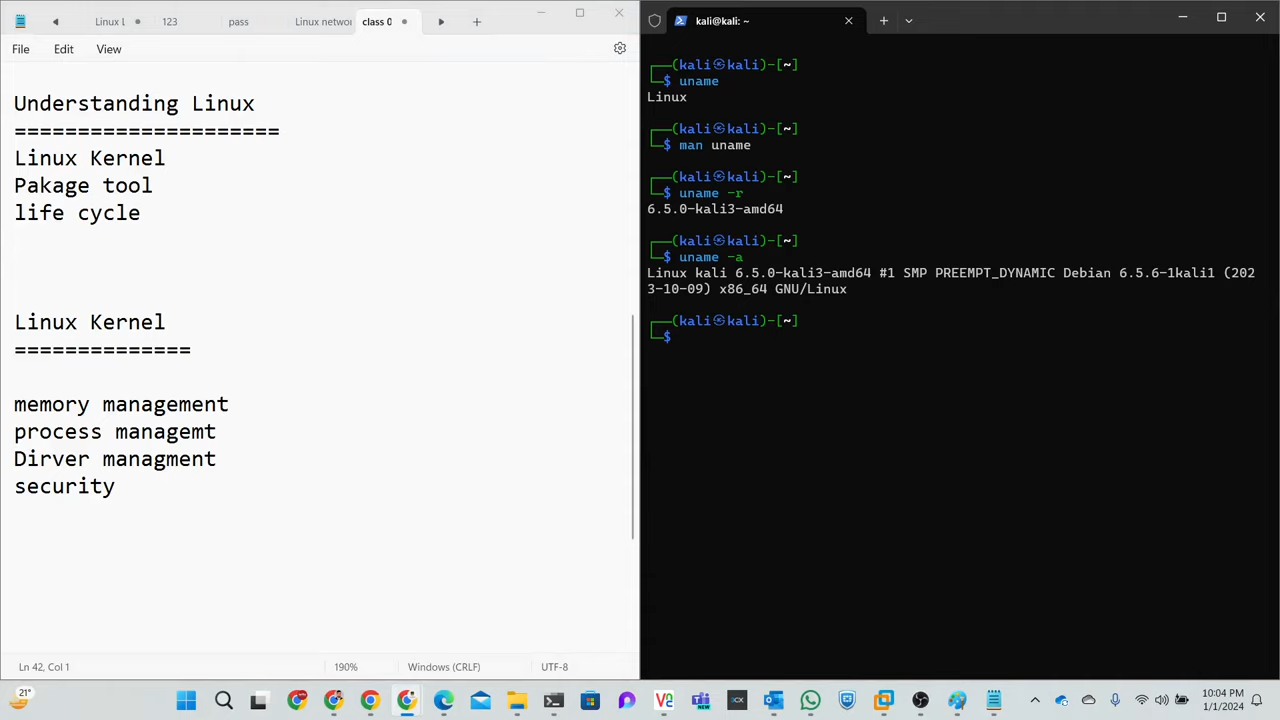 Linux L
123
pass
Linux networ
class 0
File
Edit
View
Understanding Linux
=====================
Linux Kernel
Pakage tool
life cycle
Linux Kernel
==============
memory management
process managemt
Dirver managment
security
Ln 42, Col 1
190%
Windows (CRLF)
UTF-8
kali@kali: ~
┌──(kali㉿kali)-[~]
└─$ uname
Linux
┌──(kali㉿kali)-[~]
└─$ man uname
┌──(kali㉿kali)-[~]
└─$ uname -r
6.5.0-kali3-amd64
┌──(kali㉿kali)-[~]
└─$ uname -a
Linux kali 6.5.0-kali3-amd64 #1 SMP PREEMPT_DYNAMIC Debian 6.5.6-1kali1 (202
3-10-09) x86_64 GNU/Linux
┌──(kali㉿kali)-[~]
└─$
21°
NEW
10:04 PM
1/1/2024